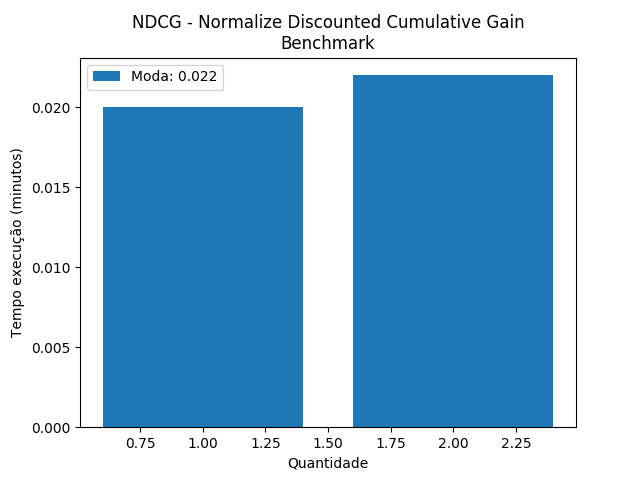 NDCG - Normalize Discounted Cumulative Gain
Benchmark
Moda: 0.022
0.020
0.015
0.010
0.005
0.000
Tempo execução (minutos)
0.75 1.00 1.25 1.50 1.75 2.00 2.25
Quantidade